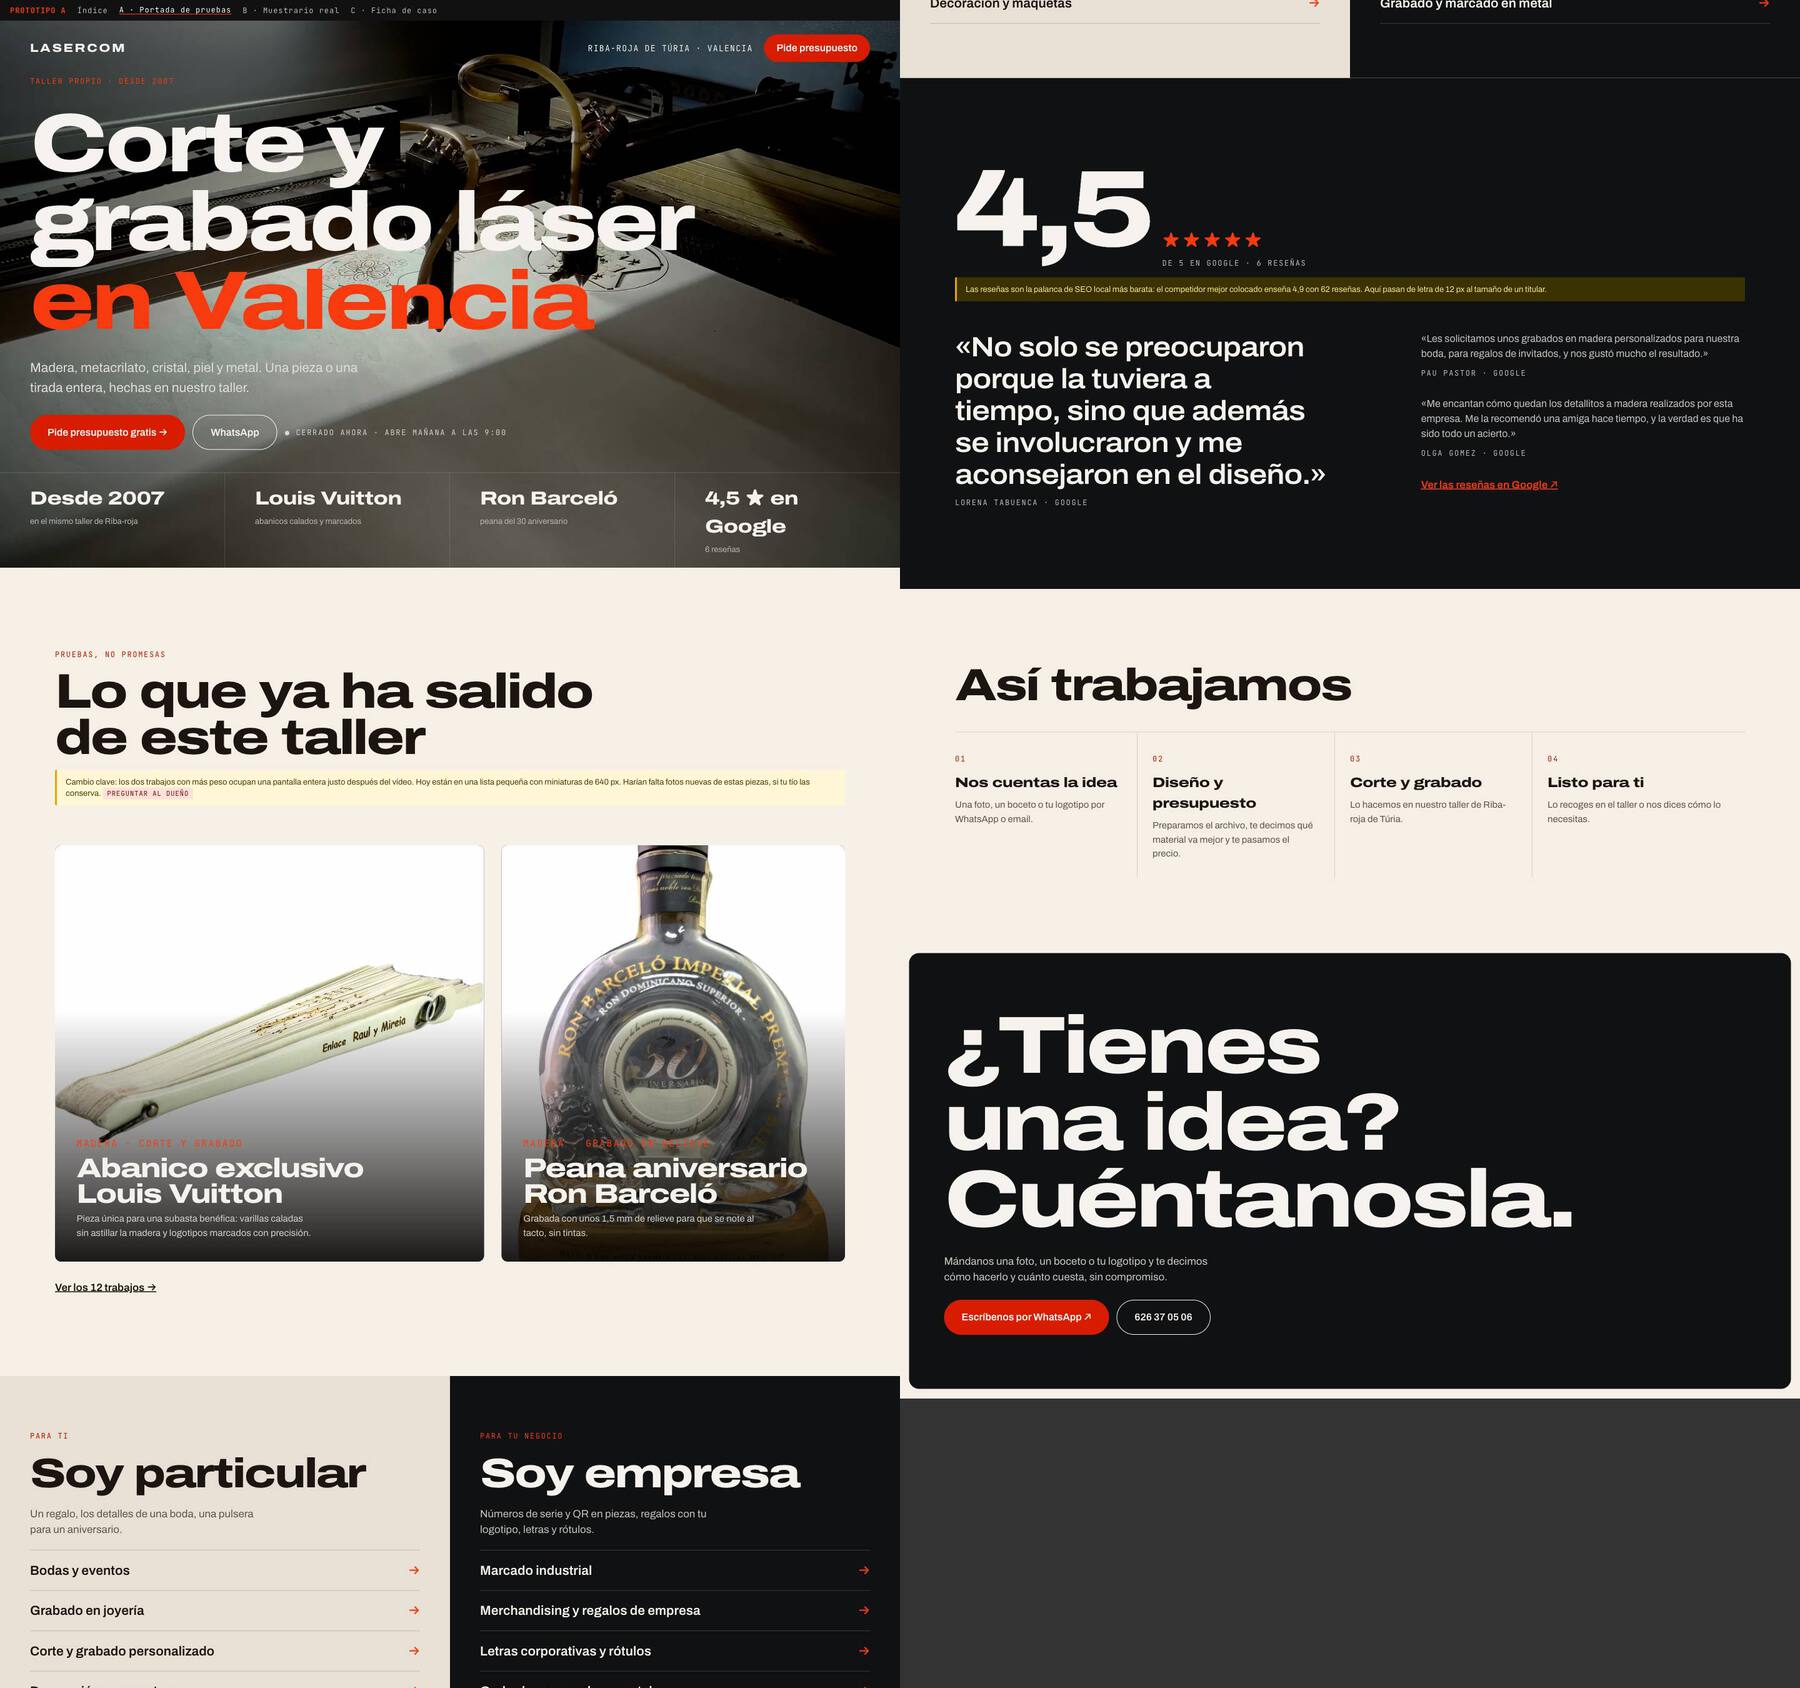 PROTOTIPO A Índice A · Portada de pruebas B · Muestrario real C · Ficha de caso
LASERCOM
RIBA-ROJA DE TÚRIA · VALENCIA
Pide presupuesto
TALLER PROPIO · DESDE 2007
Corte y
grabado láser
en Valencia
Madera, metacrilato, cristal, piel y metal. Una pieza o una
tirada entera, hechas en nuestro taller.
Pide presupuesto gratis →
WhatsApp
● CERRADO AHORA · ABRE MAÑANA A LAS 9:00
Desde 2007
en el mismo taller de Riba-roja
Louis Vuitton
abanicos calados y marcados
Ron Barceló
peana del 30 aniversario
4,5 ★ en
Google
6 reseñas
PRUEBAS, NO PROMESAS
Lo que ya ha salido
de este taller
Cambio clave: los dos trabajos con más peso ocupan una pantalla entera justo después del vídeo. Hoy están en una lista pequeña con miniaturas de 640 px. Harían falta fotos nuevas de estas piezas, si tu tío las
conserva. PREGUNTAR AL DUEÑO
Enlace Raul y Mireia
MADERA · CORTE Y GRABADO
Abanico exclusivo
Louis Vuitton
Pieza única para una subasta benéfica: varillas caladas
sin astillar la madera y logotipos marcados con precisión.
RON BARCELÓ IMPERIAL PREM
RON DOMINICANO SUPERIOR
30
ANIVERSARIO
MADERA · GRABADO EN RELIEVE
Peana aniversario
Ron Barceló
Grabada con unos 1,5 mm de relieve para que se note al
tacto, sin tintas.
Ver los 12 trabajos →
PARA TI
Soy particular
Un regalo, los detalles de una boda, una pulsera
para un aniversario.
Bodas y eventos →
Grabado en joyería →
Corte y grabado personalizado →
PARA TU NEGOCIO
Soy empresa
Números de serie y QR en piezas, regalos con tu
logotipo, letras y rótulos.
Marcado industrial →
Merchandising y regalos de empresa →
Letras corporativas y rótulos →
Decoración y maquetas →
Grabado y marcado en metal →
4,5
★★★★★
DE 5 EN GOOGLE · 6 RESEÑAS
Las reseñas son la palanca de SEO local más barata: el competidor mejor colocado enseña 4,9 con 62 reseñas. Aquí pasan de letra de 12 px al tamaño de un titular.
«No solo se preocuparon
porque la tuviera a
tiempo, sino que además
se involucraron y me
aconsejaron en el diseño.»
LORENA TABUENCA · GOOGLE
«Les solicitamos unos grabados en madera personalizados para nuestra
boda, para regalos de invitados, y nos gustó mucho el resultado.»
PAU PASTOR · GOOGLE
«Me encantan cómo quedan los detallitos a madera realizados por esta
empresa. Me la recomendó una amiga hace tiempo, y la verdad es que ha
sido todo un acierto.»
OLGA GOMEZ · GOOGLE
Ver las reseñas en Google ↗
Así trabajamos
01
Nos cuentas la idea
Una foto, un boceto o tu logotipo por
WhatsApp o email.
02
Diseño y
presupuesto
Preparamos el archivo, te decimos qué
material va mejor y te pasamos el
precio.
03
Corte y grabado
Lo hacemos en nuestro taller de Riba-
roja de Túria.
04
Listo para ti
Lo recoges en el taller o nos dices cómo lo
necesitas.
¿Tienes
una idea?
Cuéntanosla.
Mándanos una foto, un boceto o tu logotipo y te decimos
cómo hacerlo y cuánto cuesta, sin compromiso.
Escríbenos por WhatsApp ↗
626 37 05 06